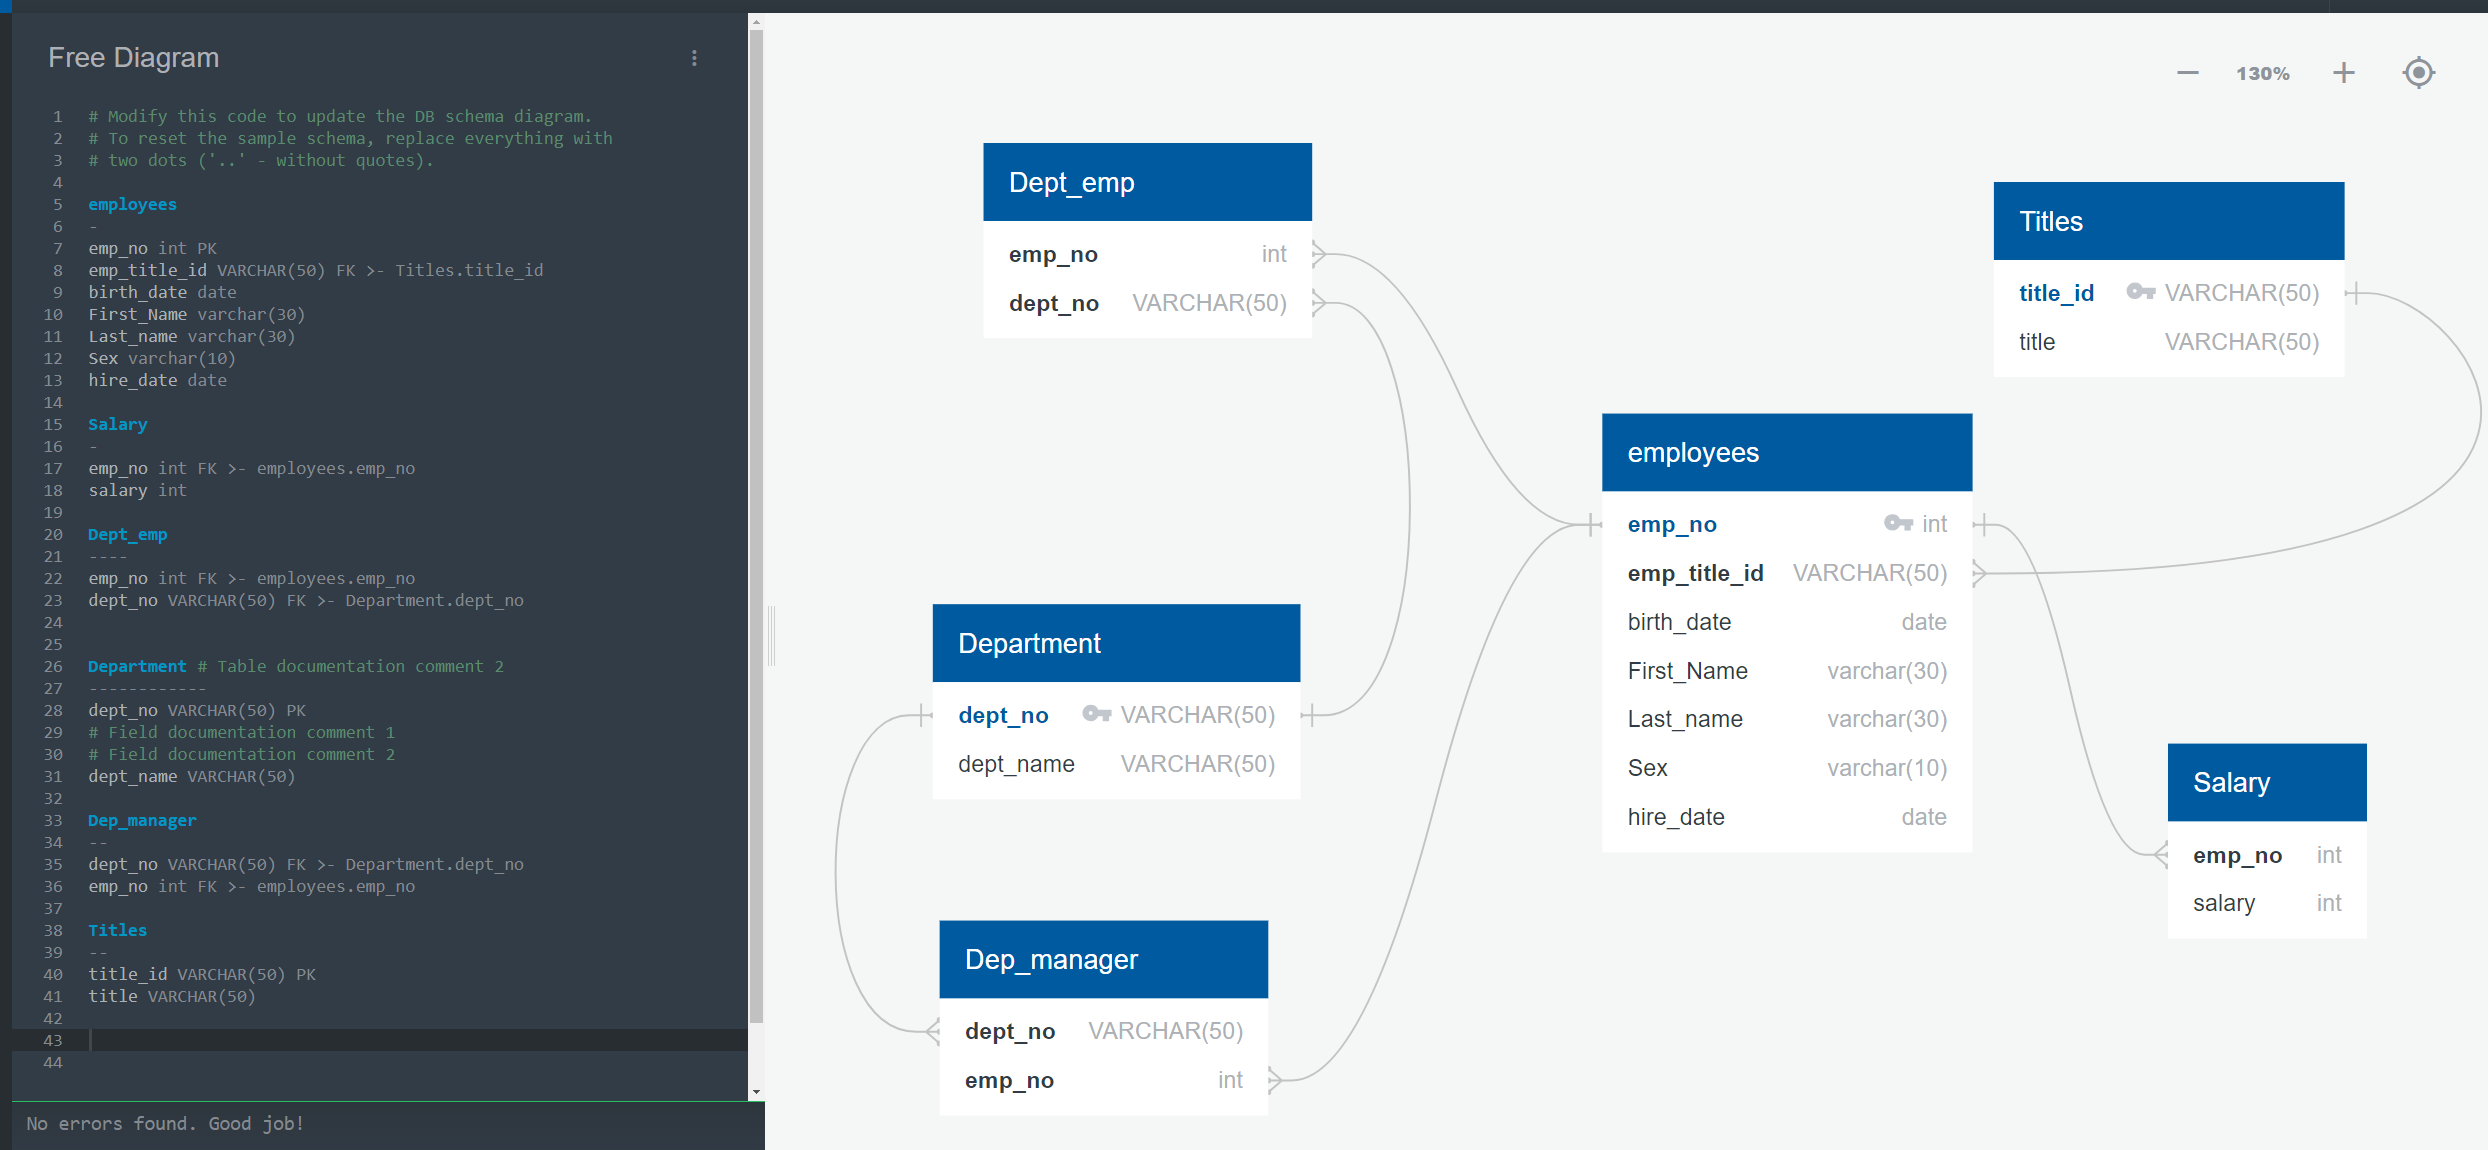 Free Diagram
1 # Modify this code to update the DB schema diagram.
2 # To reset the sample schema, replace everything with
3 # two dots ('..' - without quotes).
4
5 employees
6 -
7 emp_no int PK
8 emp_title_id VARCHAR(50) FK >- Titles.title_id
9 birth_date date
10 First_Name varchar(30)
11 Last_name varchar(30)
12 Sex varchar(10)
13 hire_date date
14
15 Salary
16 -
17 emp_no int FK >- employees.emp_no
18 salary int
19
20 Dept_emp
21 ----
22 emp_no int FK >- employees.emp_no
23 dept_no VARCHAR(50) FK >- Department.dept_no
24
25
26 Department # Table documentation comment 2
27 ------------
28 dept_no VARCHAR(50) PK
29 # Field documentation comment 1
30 # Field documentation comment 2
31 dept_name VARCHAR(50)
32
33 Dep_manager
34 --
35 dept_no VARCHAR(50) FK >- Department.dept_no
36 emp_no int FK >- employees.emp_no
37
38 Titles
39 --
40 title_id VARCHAR(50) PK
41 title VARCHAR(50)
42
43
44
No errors found. Good job!
130%
Dept_emp
emp_no int
dept_no VARCHAR(50)
Titles
title_id VARCHAR(50)
title VARCHAR(50)
employees
emp_no int
emp_title_id VARCHAR(50)
birth_date date
First_Name varchar(30)
Last_name varchar(30)
Sex varchar(10)
hire_date date
Department
dept_no VARCHAR(50)
dept_name VARCHAR(50)
Salary
emp_no int
salary int
Dep_manager
dept_no VARCHAR(50)
emp_no int